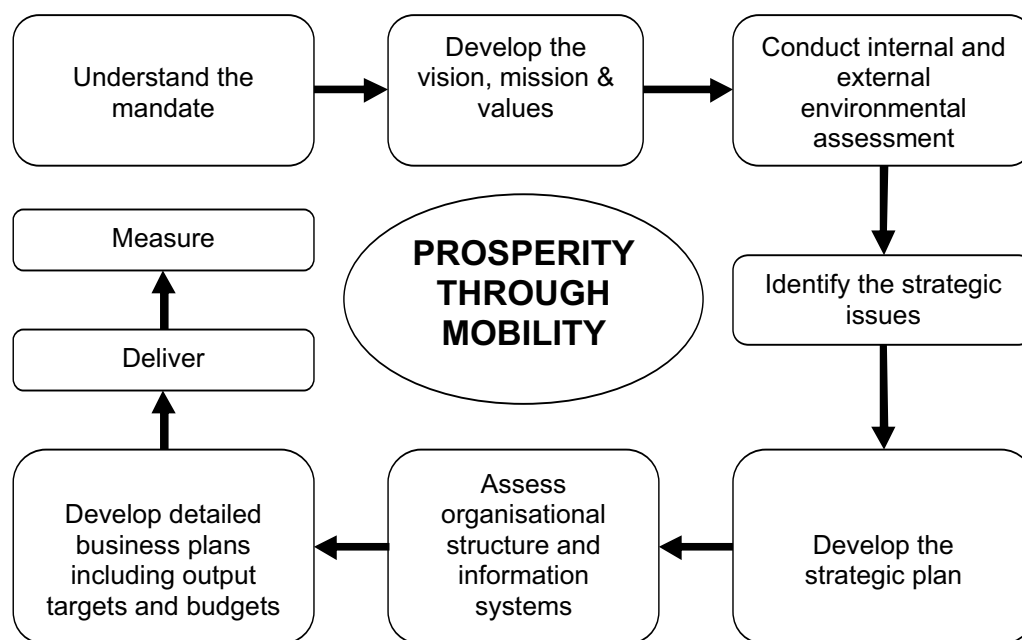 Understand the
mandate
Develop the
vision, mission &
values
Conduct internal and
external
environmental
assessment
Measure
PROSPERITY
THROUGH
MOBILITY
Identify the strategic
issues
Deliver
Develop detailed
business plans
including output
targets and budgets
Assess
organisational
structure and
information
systems
Develop the
strategic plan